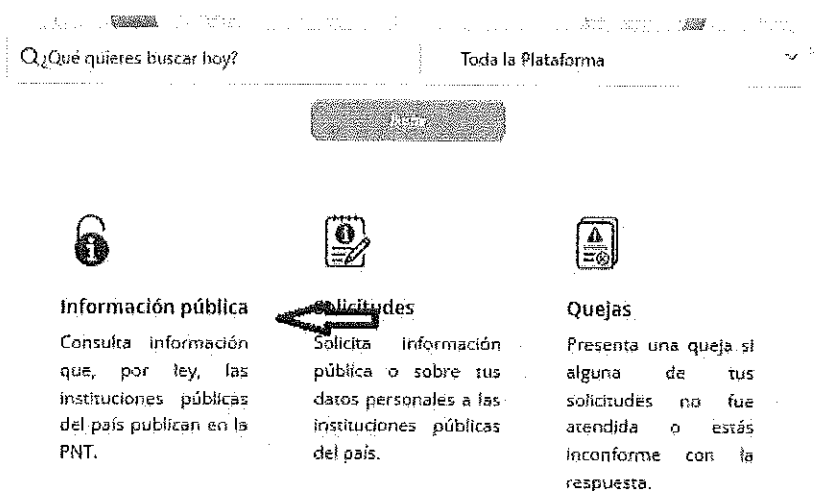 ¿Qué quieres buscar hoy?
Toda la Plataforma
Información pública
Consulta información
que, por ley, las
instituciones públicas
del país publican en la
PNT.
Solicitudes
Solicita información
pública o sobre tus
datos personales a las
instituciones públicas
del país.
Quejas
Presenta una queja si
alguna de tus
solicitudes no fue
atendida o estás
inconforme con la
respuesta.